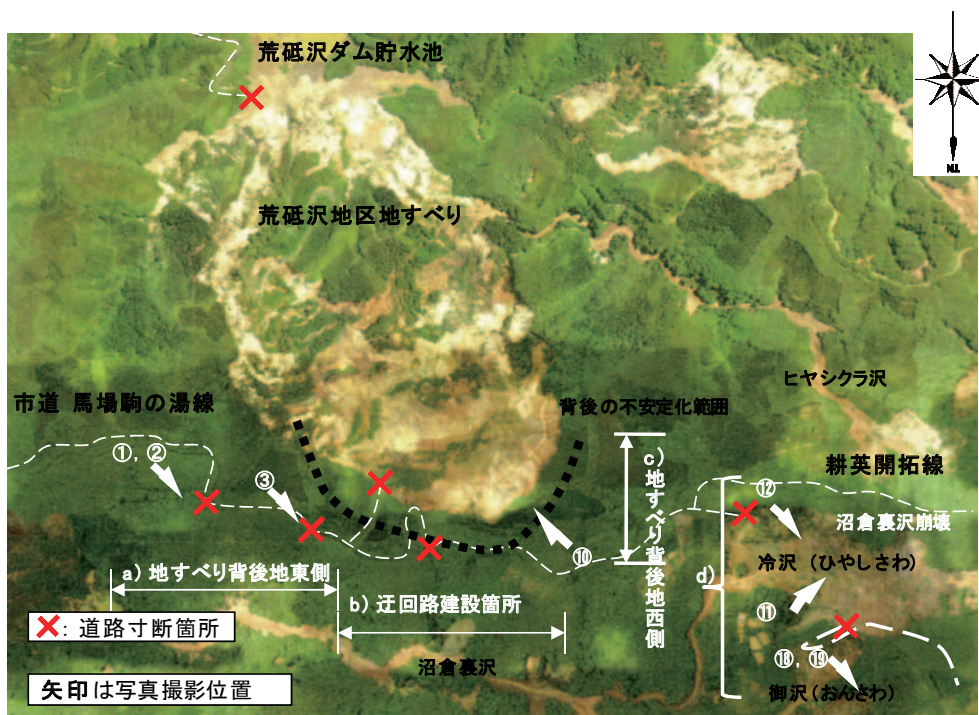 荒砥沢ダム貯水池
荒砥沢地区地すべり
ヒヤシクラ沢
市道 馬場駒の湯線
背後の不安定化範囲
①，②
③
c）地すべり背後地西側
耕英開拓線
⑫
沼倉裏沢崩壊
⑩
冷沢（ひやしさわ）
a）地すべり背後地東側
d）
b）迂回路建設箇所
⑪
×：道路寸断箇所
沼倉裏沢
⑱，⑲
矢印は写真撮影位置
御沢（おんさわ）